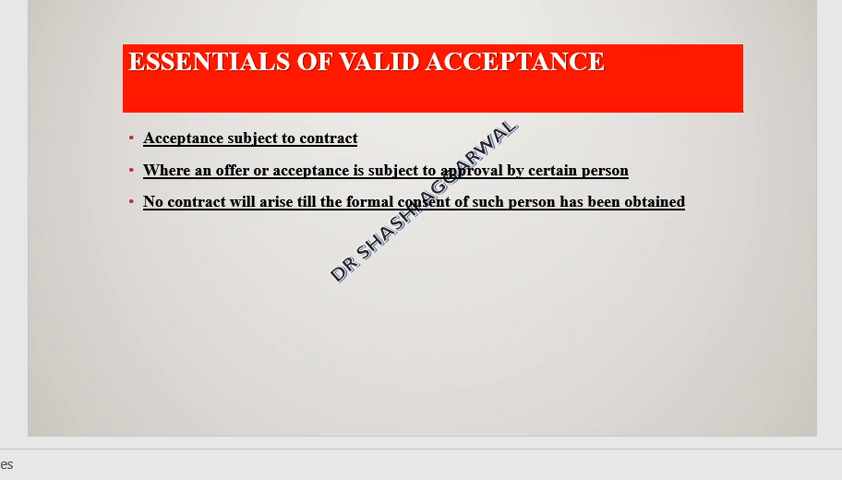 ESSENTIALS OF VALID ACCEPTANCE
• Acceptance subject to contract
• Where an offer or acceptance is subject to approval by certain person
• No contract will arise till the formal consent of such person has been obtained
DR SHASHI AGGARWAL
es